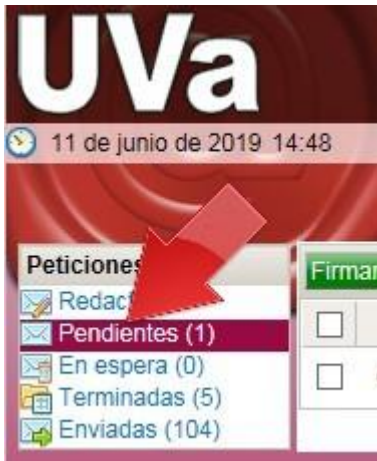 UVa
11 de junio de 2019 14:48
Peticiones
Pendientes (1)
En espera (0)
Terminadas (5)
Enviadas (104)